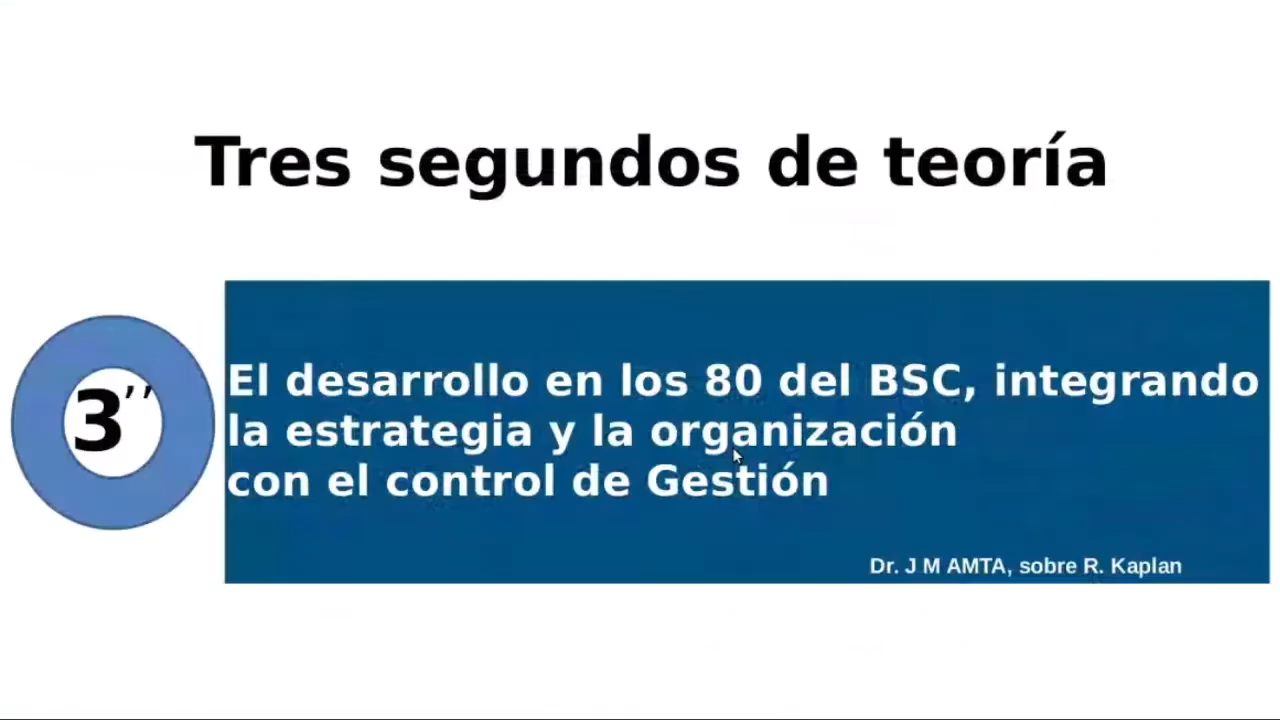 Tres segundos de teoría
3’’
El desarrollo en los 80 del BSC, integrando
la estrategia y la organización
con el control de Gestión
Dr. J M AMTA, sobre R. Kaplan